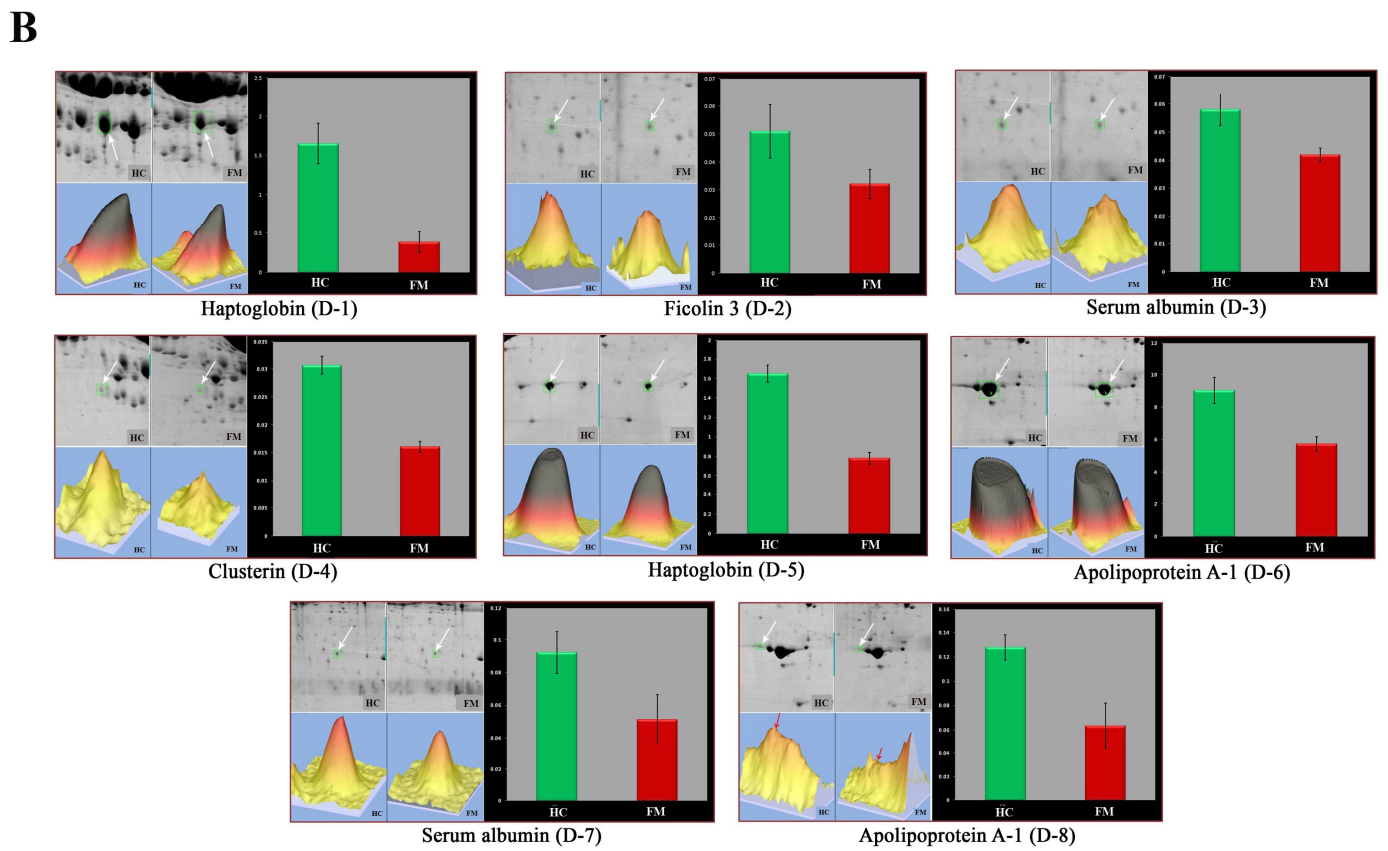 B
2.5
2
1.5
1
0.5
0
HC
FM
HC
FM
HC
FM
Haptoglobin (D-1)
0.07
0.06
0.05
0.04
0.03
0.02
0.01
0
HC
FM
HC
FM
HC
FM
Ficolin 3 (D-2)
0.07
0.06
0.05
0.04
0.03
0.02
0.01
0
HC
FM
HC
FM
HC
FM
Serum albumin (D-3)
0.035
0.03
0.025
0.02
0.015
0.01
0.005
0
HC
FM
HC
FM
HC
FM
Clusterin (D-4)
2
1.8
1.6
1.4
1.2
1
0.8
0.6
0.4
0.2
0
HC
FM
HC
FM
HC
FM
Haptoglobin (D-5)
12
10
8
6
4
2
0
HC
FM
HC
FM
HC
FM
Apolipoprotein A-1 (D-6)
0.12
0.1
0.08
0.06
0.04
0.02
0
HC
FM
HC
FM
HC
FM
Serum albumin (D-7)
0.16
0.14
0.12
0.1
0.08
0.06
0.04
0.02
0
HC
FM
HC
FM
HC
FM
Apolipoprotein A-1 (D-8)